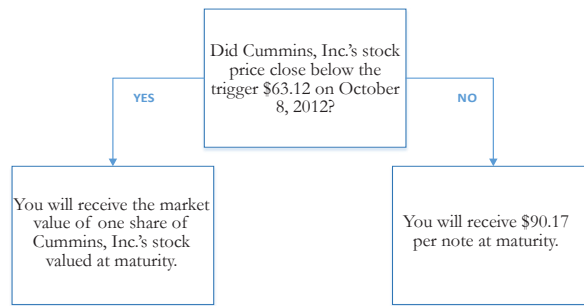 Did Cummins, Inc.'s stock
price close below the
trigger $63.12 on October
8, 2012?
YES
NO
You will receive the market
value of one share of
Cummins, Inc.'s stock
valued at maturity.
You will receive $90.17
per note at maturity.